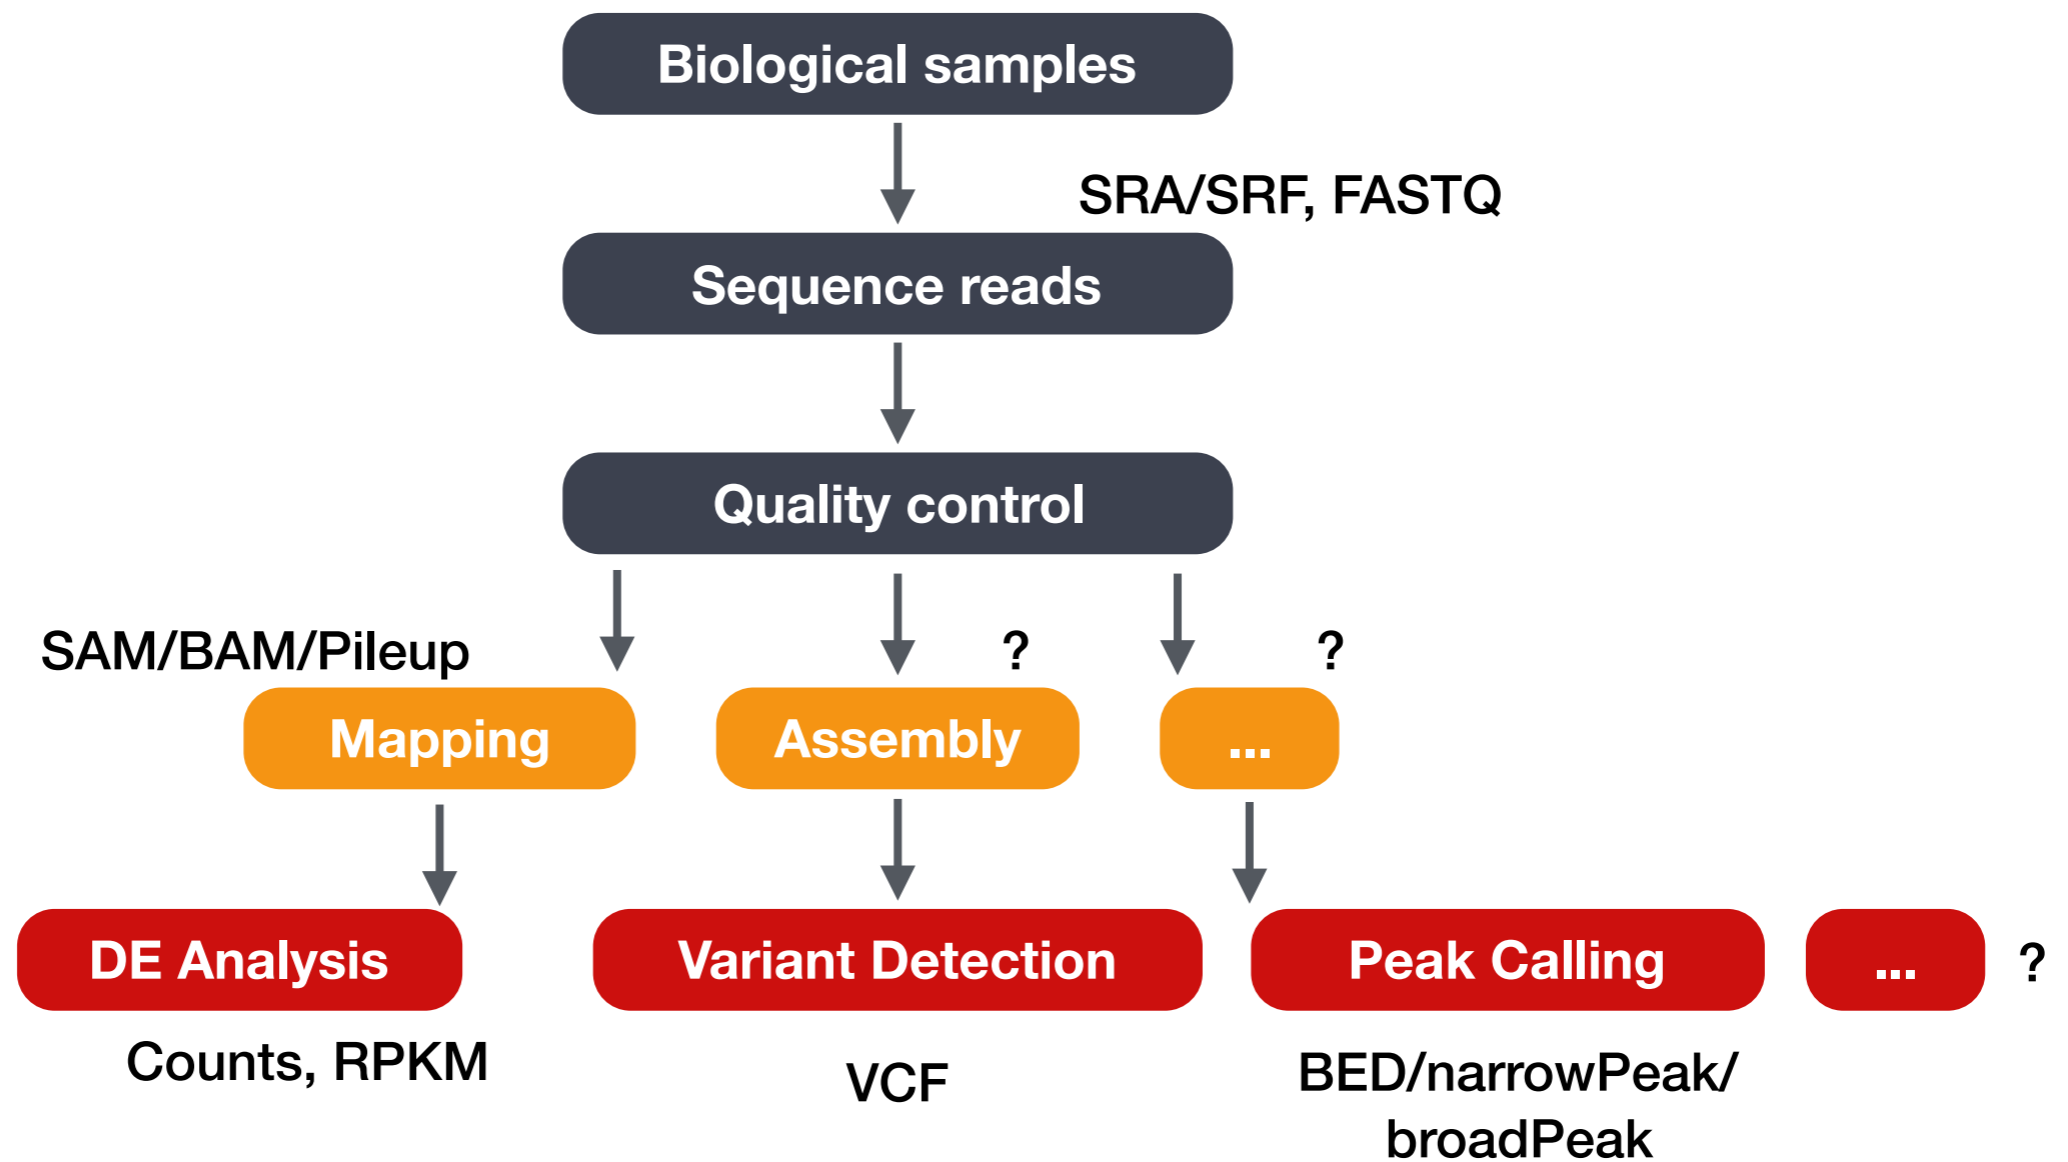 Biological samples
SRA/SRF, FASTQ
Sequence reads
Quality control
SAM/BAM/Pileup
?
?
Mapping
Assembly
...
DE Analysis
Variant Detection
Peak Calling
...
?
Counts, RPKM
VCF
BED/narrowPeak/
broadPeak